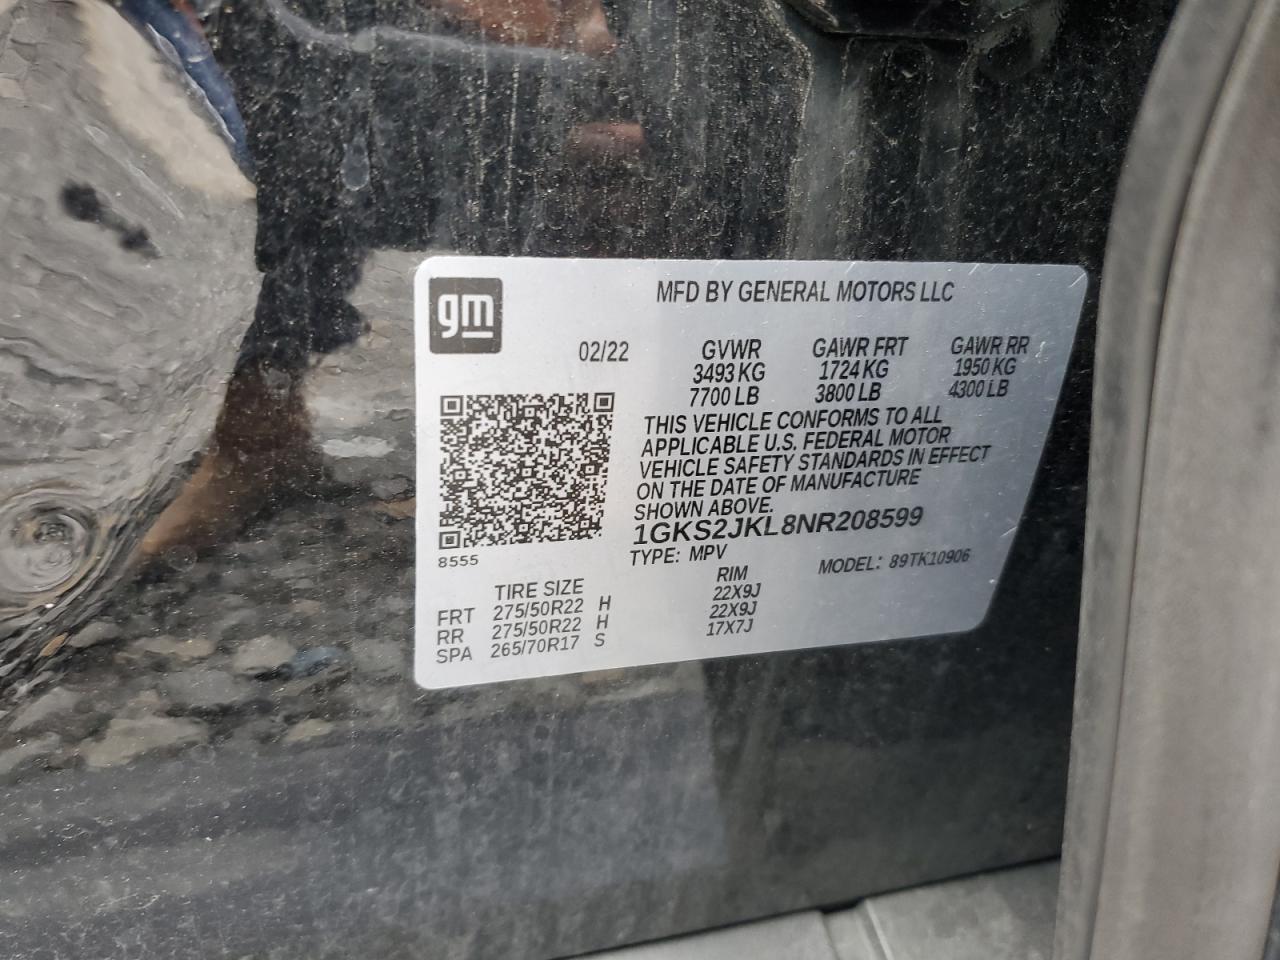 gm
MFD BY GENERAL MOTORS LLC
02/22 GVWR GAWR FRT GAWR RR
3493 KG 1724 KG 1950 KG
7700 LB 3800 LB 4300 LB
THIS VEHICLE CONFORMS TO ALL
APPLICABLE U.S. FEDERAL MOTOR
VEHICLE SAFETY STANDARDS IN EFFECT
ON THE DATE OF MANUFACTURE
SHOWN ABOVE.
1GKS2JKL8NR208599
8555 TYPE: MPV MODEL: 89TK10906
TIRE SIZE RIM
FRT 275/50R22 H 22X9J
RR 275/50R22 H 22X9J
SPA 265/70R17 S 17X7J